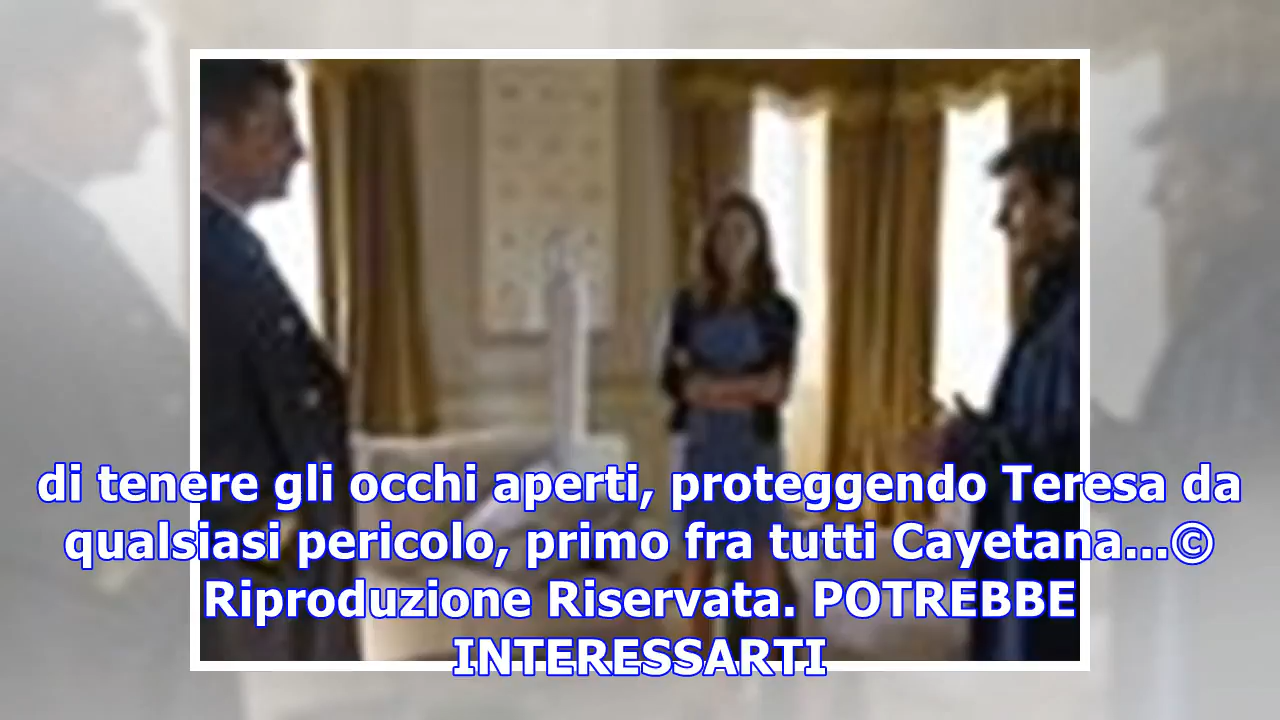 di tenere gli occhi aperti, proteggendo Teresa da
qualsiasi pericolo, primo fra tutti Cayetana...©
Riproduzione Riservata. POTREBBE
INTERESSARTI